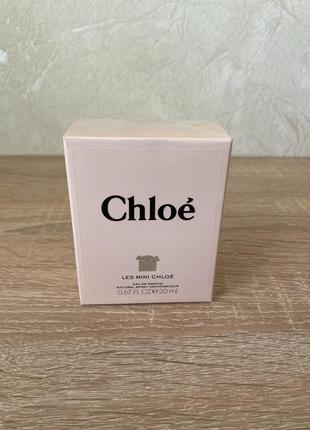 Chloé
LES MINI CHLOÉ
EAU DE PARFUM
NATURAL SPRAY VAPORISATEUR
0.67 FL.OZ ℮ 20 ml